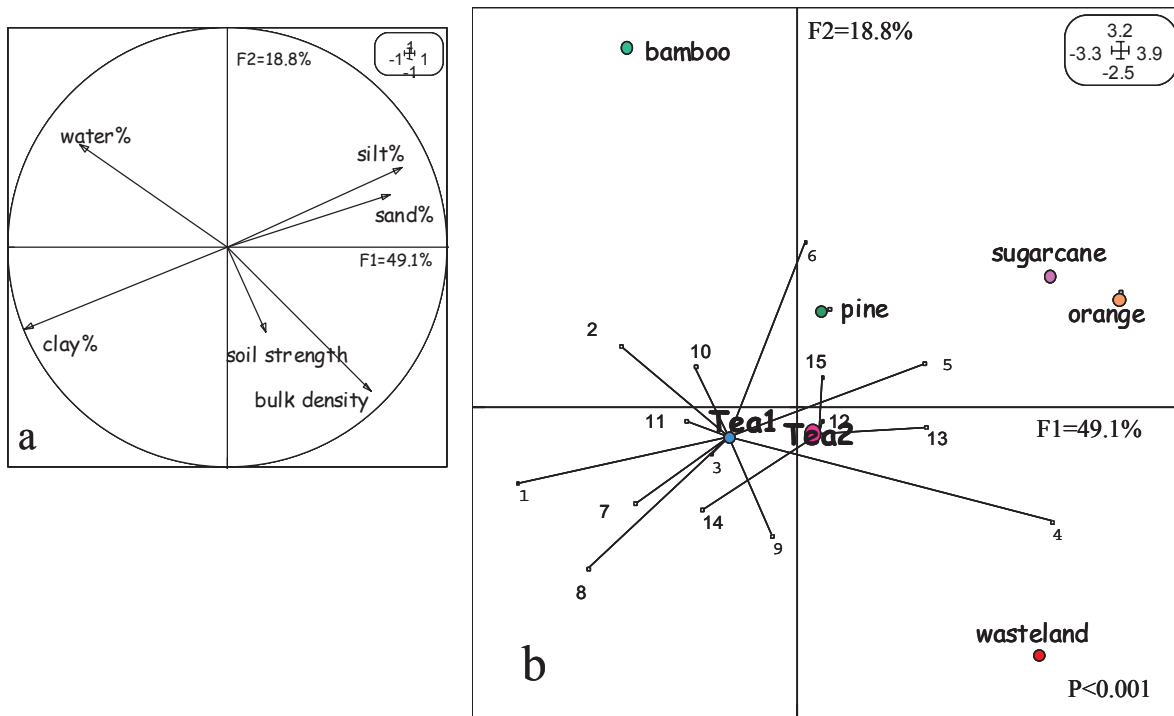 F2=18.8%
1
-1 1
-1
water%
silt%
sand%
F1=49.1%
clay%
soil strength
bulk density
a
F2=18.8%
3.2
-3.3 3.9
-2.5
bamboo
6
sugarcane
orange
pine
2
10
15
5
11
Tea1
Tea2
12
13
F1=49.1%
3
1
7
14
9
4
8
wasteland
b
P<0.001